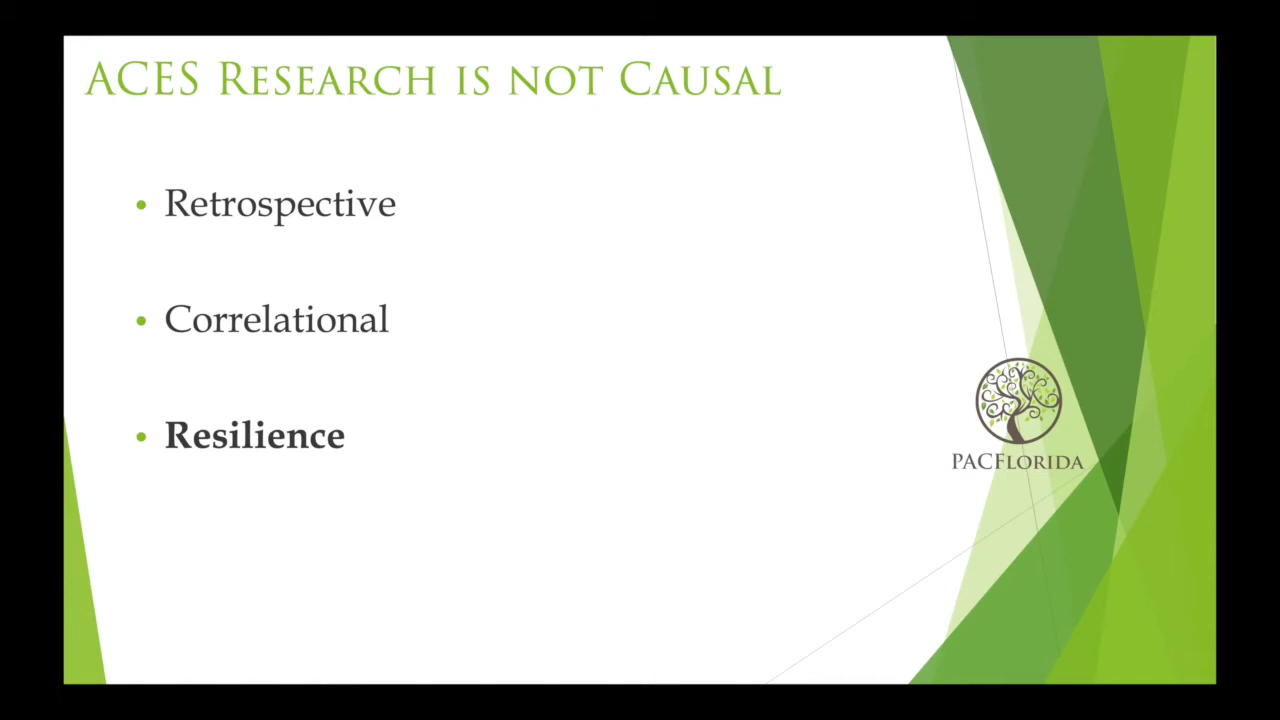 ACES Research is not Causal
• Retrospective
• Correlational
• Resilience
PACFlorida